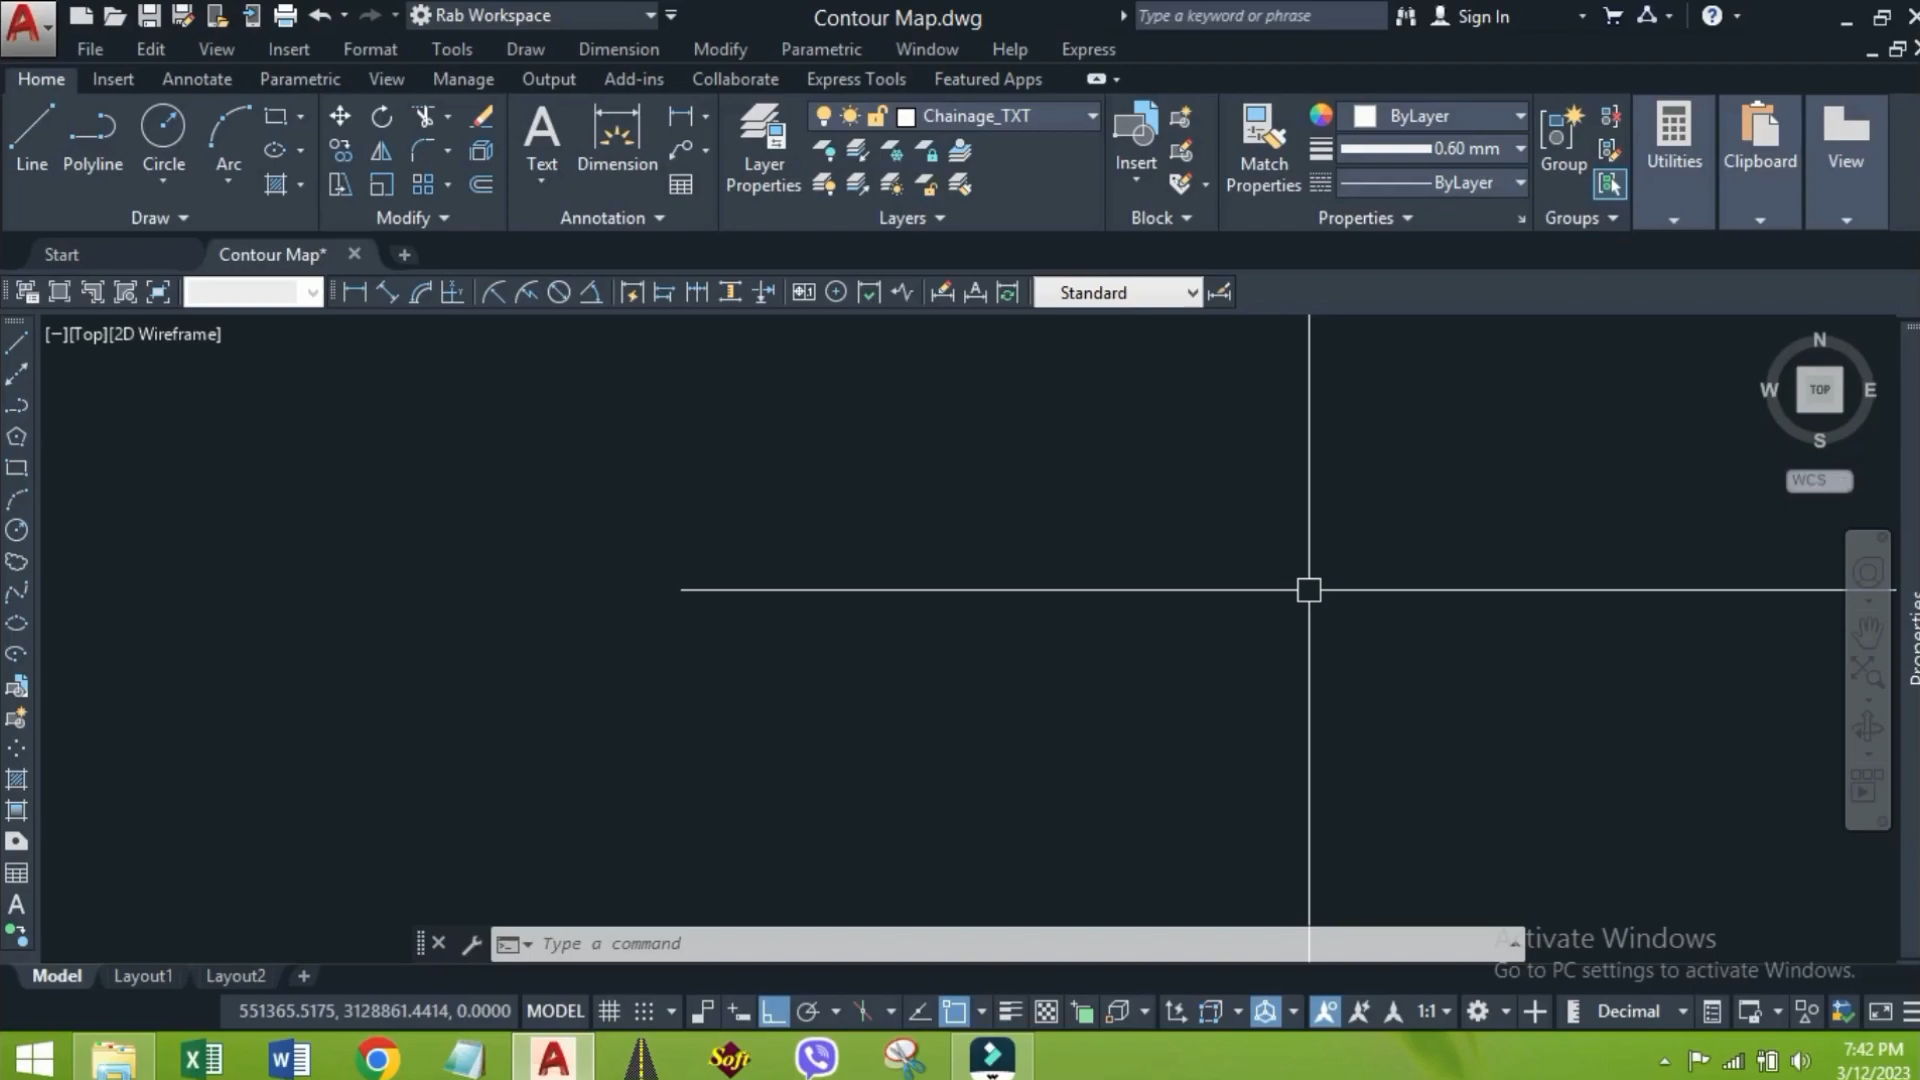 Rab Workspace
Contour Map.dwg
Type a keyword or phrase
Sign In
File Edit View Insert Format Tools Draw Dimension Modify Parametric Window Help Express
Home Insert Annotate Parametric View Manage Output Add-ins Collaborate Express Tools Featured Apps
Chainage_TXT
ByLayer
0.60 mm
ByLayer
Line Polyline Circle Arc
Text Dimension
Layer Properties
Insert
Match Properties
Group
Utilities Clipboard View
Draw Modify Annotation Layers Block Properties Groups
Start Contour Map*
Standard
[−][Top][2D Wireframe]
N
W TOP E
S
WCS
Properties
Type a command
Activate Windows
Go to PC settings to activate Windows.
Model Layout1 Layout2
551365.5175, 3128861.4414, 0.0000 MODEL 1:1 Decimal
Soft
7:42 PM
3/12/2023